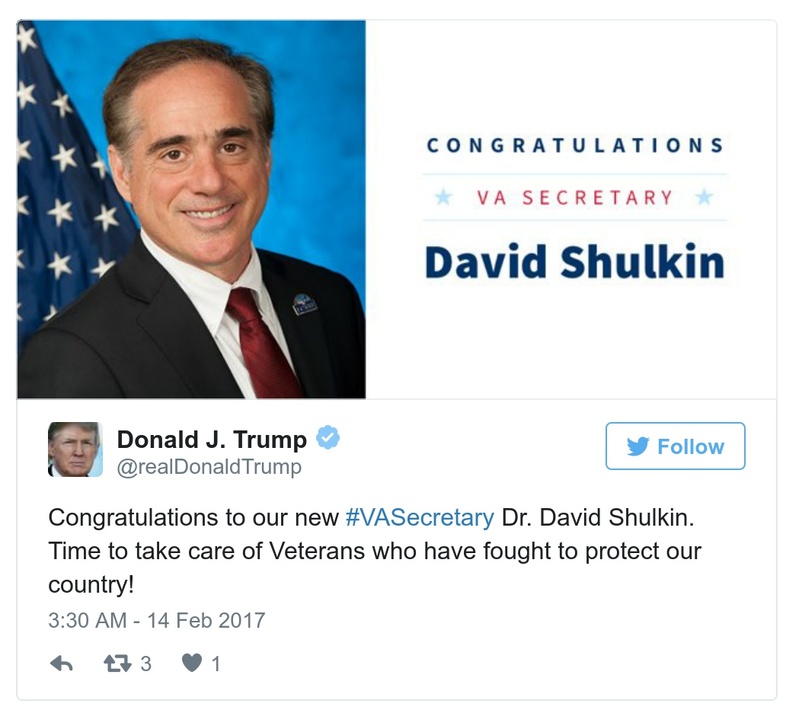 CONGRATULATIONS
VA SECRETARY
David Shulkin
Donald J. Trump
@realDonaldTrump
Follow
Congratulations to our new #VASecretary Dr. David Shulkin.
Time to take care of Veterans who have fought to protect our
country!
3:30 AM - 14 Feb 2017
3 1